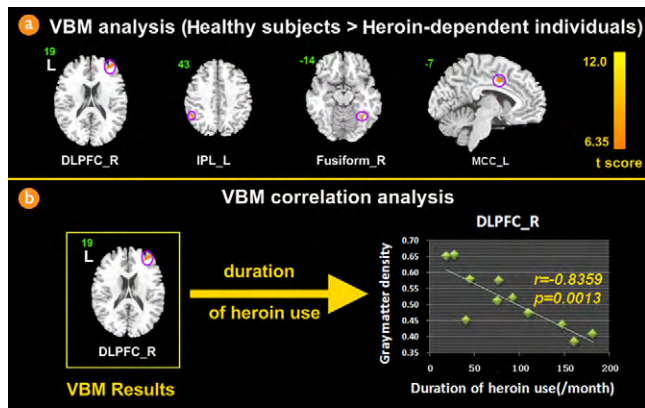 a VBM analysis (Healthy subjects > Heroin-dependent individuals)
19
L
43
-14
-7
12.0
6.35
t score
DLPFC_R
IPL_L
Fusiform_R
MCC_L
b VBM correlation analysis
19
L
DLPFC_R
VBM Results
duration
of heroin use
DLPFC_R
Graymatter density
0.70
0.65
0.60
0.55
0.50
0.45
0.40
0.35
r=-0.8359
p=0.0013
0 50 100 150 200
Duration of heroin use(/month)